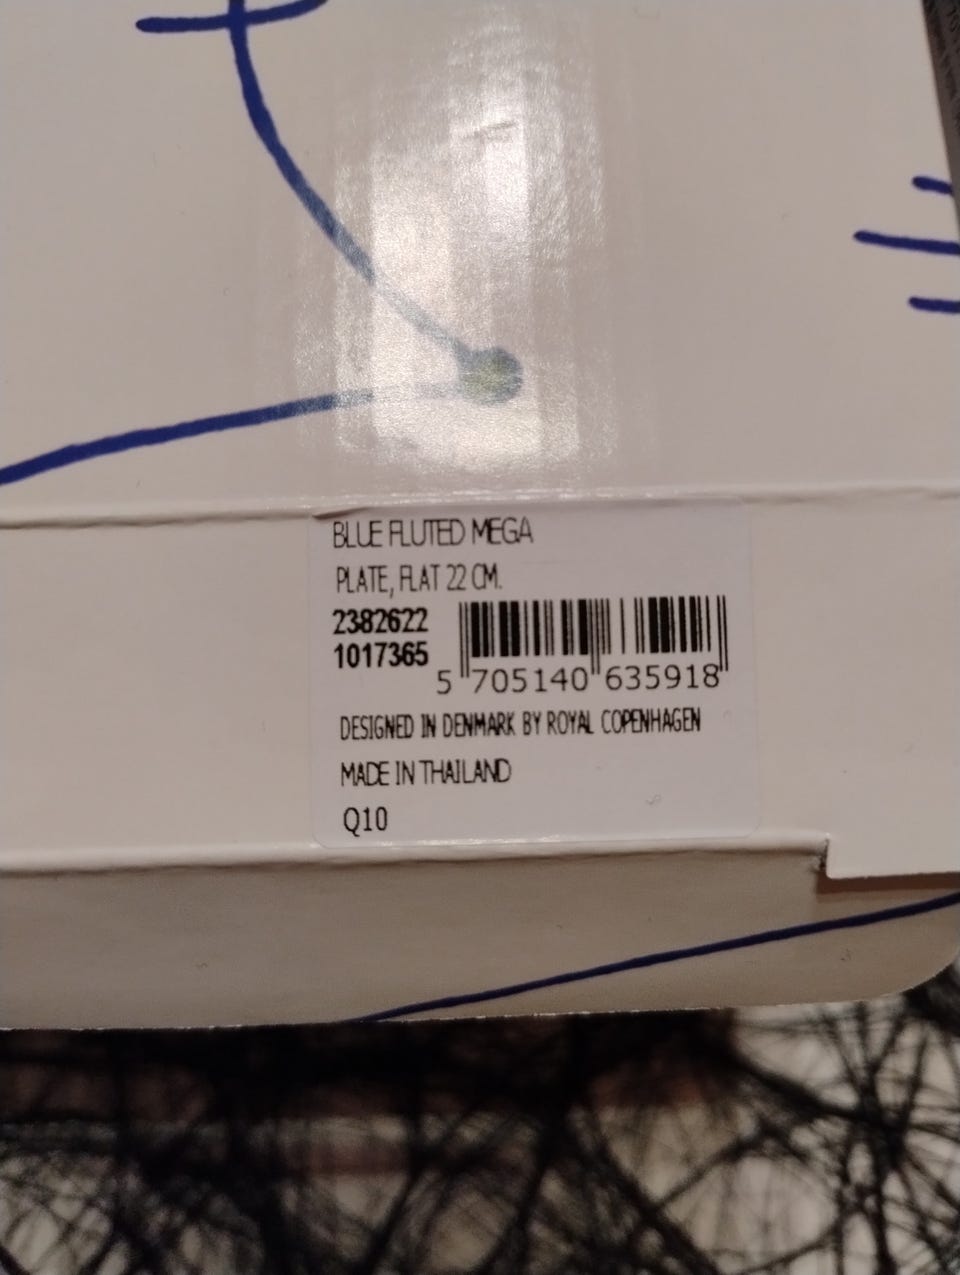 BLUE FLUTED MEGA
PLATE, FLAT 22 CM.
2382622
1017365
5 705140 635918
DESIGNED IN DENMARK BY ROYAL COPENHAGEN
MADE IN THAILAND
Q10